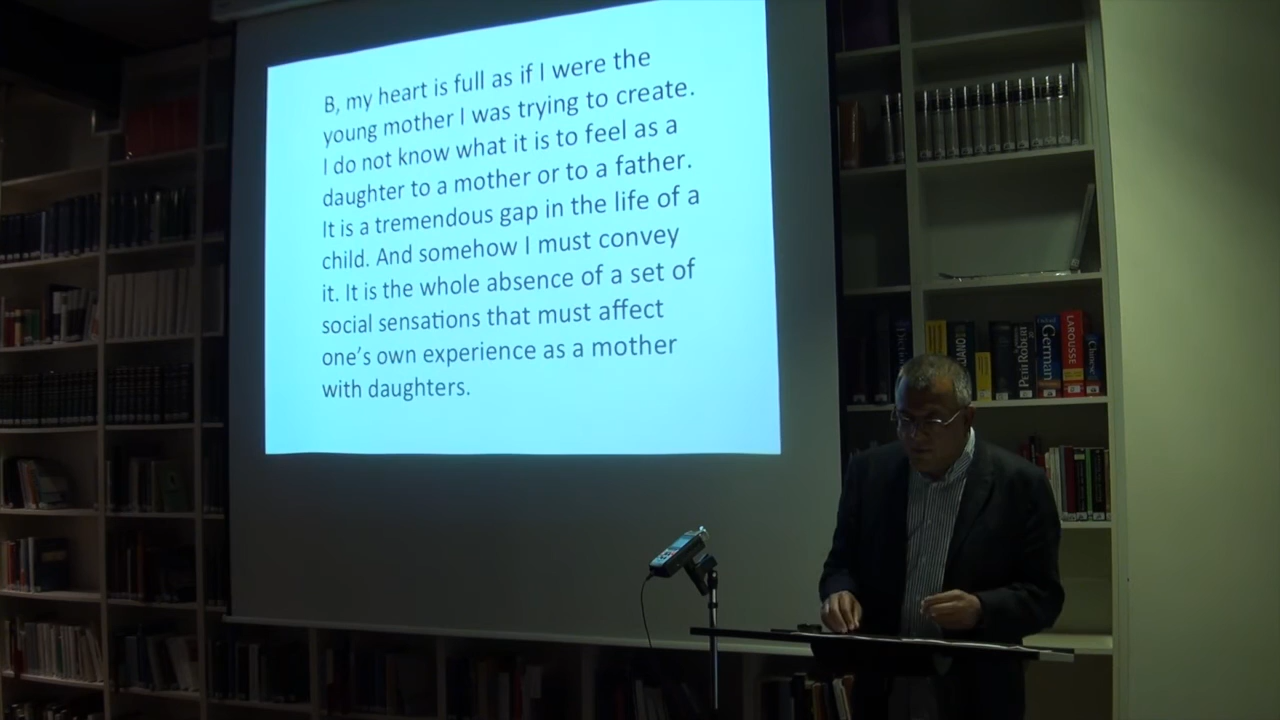 B, my heart is full as if I were the
young mother I was trying to create.
I do not know what it is to feel as a
daughter to a mother or to a father.
It is a tremendous gap in the life of a
child. And somehow I must convey
it. It is the whole absence of a set of
social sensations that must affect
one's own experience as a mother
with daughters.
German
LAROUSSE
Chinese